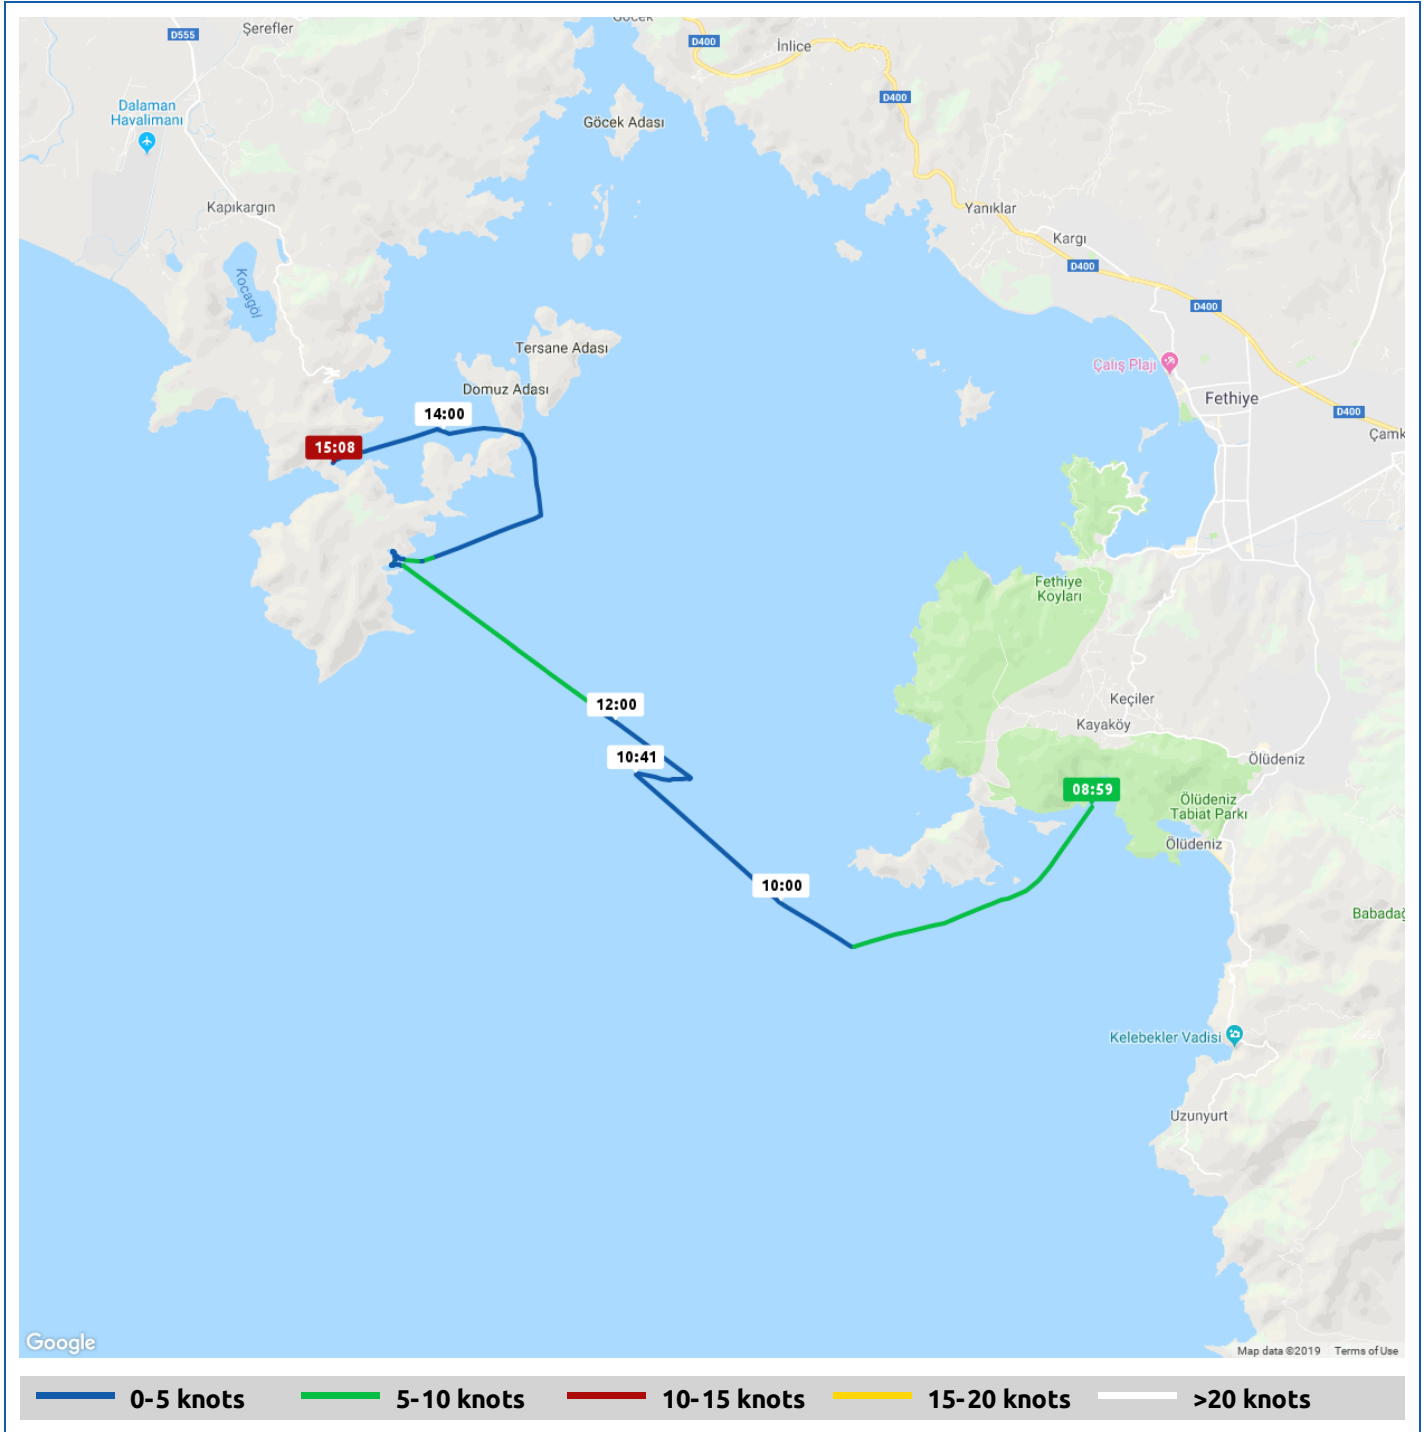 Göcek
D555
Şerefler
D400
İnlice
D400
Dalaman
Havalimanı
Göcek Adası
Kapıkargın
Yanıklar
Kargı
D400
Kocagöl
D400
Tersane Adası
Domuz Adası
Çalış Plajı
Fethiye
D400
Çamk
14:00
15:08
Fethiye
Koyları
Keçiler
Kayaköy
12:00
10:41
Ölüdeniz
08:59
Ölüdeniz
Tabiat Parkı
Ölüdeniz
10:00
Babadağ
Kelebekler Vadisi
Uzunyurt
Google
Map data ©2019 Terms of Use
0-5 knots 5-10 knots 10-15 knots 15-20 knots >20 knots